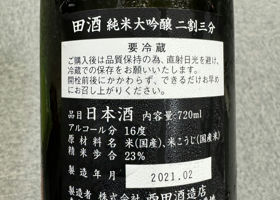 田酒 純米大吟醸 二割三分
要冷蔵
ご購入後は品質保持の為、直射日光を避け、
冷蔵での保存をお願いいたします。
開栓前後にかかわらず、できるだけお早め
にお召し上がりください。
品目 日本酒 内容量:720ml
アルコール分 16度
原材料名 米(国産)、米こうじ(国産米)
精米歩合 23%
製造年月 2021.02
製造者 株式会社 西田酒造店